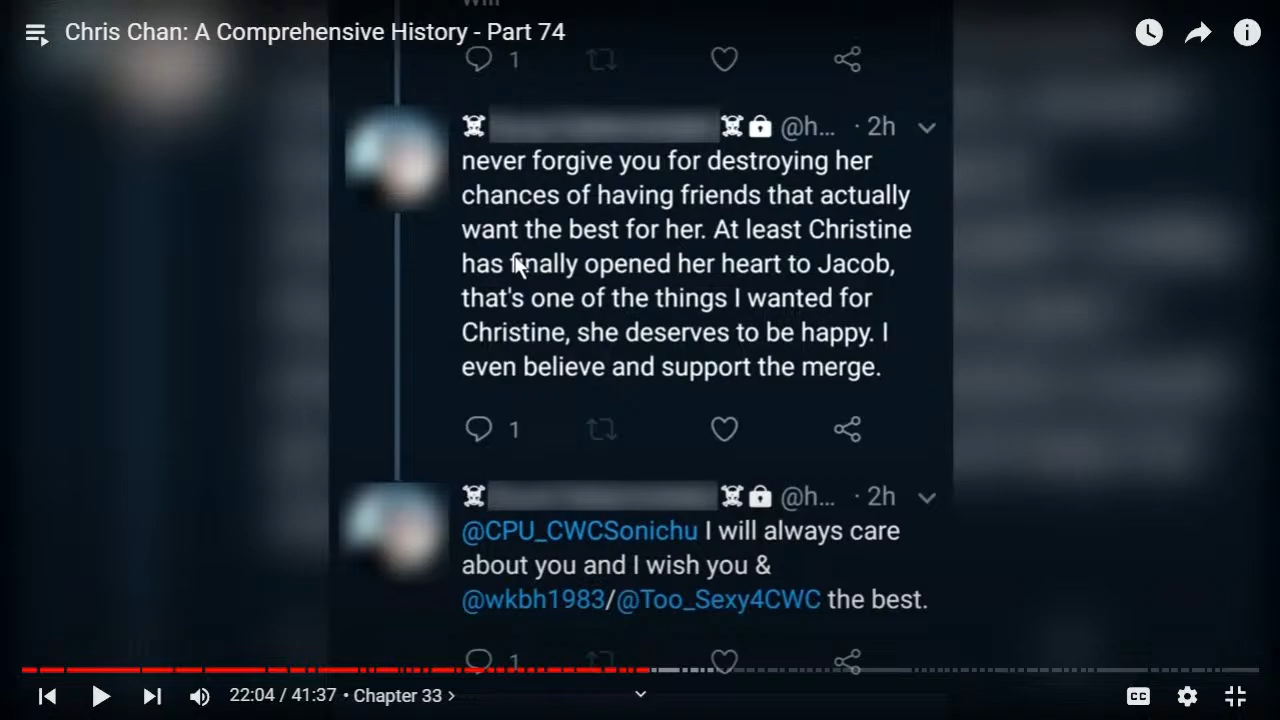 Chris Chan: A Comprehensive History - Part 74
1
@h... · 2h
never forgive you for destroying her
chances of having friends that actually
want the best for her. At least Christine
has finally opened her heart to Jacob,
that's one of the things I wanted for
Christine, she deserves to be happy. I
even believe and support the merge.
1
@h... · 2h
@CPU_CWCSonichu I will always care
about you and I wish you &
@wkbh1983/@Too_Sexy4CWC the best.
1
22:04 / 41:37 • Chapter 33 >
CC